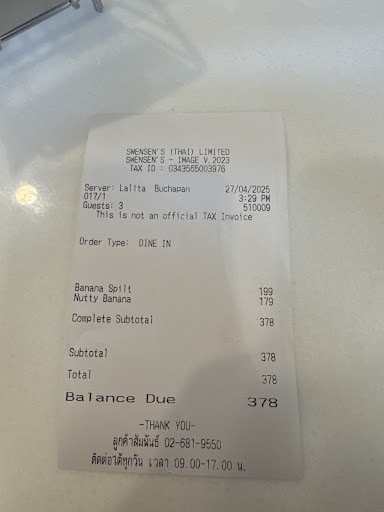 SWENSEN'S (THAI) LIMITED
SWENSEN'S - IMAGE V.2023
TAX ID : 0343565003976
Server: Lalita Buchapan 27/04/2025
017/1 3:29 PM
Guests: 3 510009
This is not an official TAX Invoice
Order Type: DINE IN
Banana Spilt 199
Nutty Banana 179
Complete Subtotal 378
Subtotal 378
Total 378
Balance Due 378
-THANK YOU-
ลูกค้าสัมพันธ์ 02-681-9550
ติดต่อได้ทุกวัน เวลา 09.00-17.00 น.